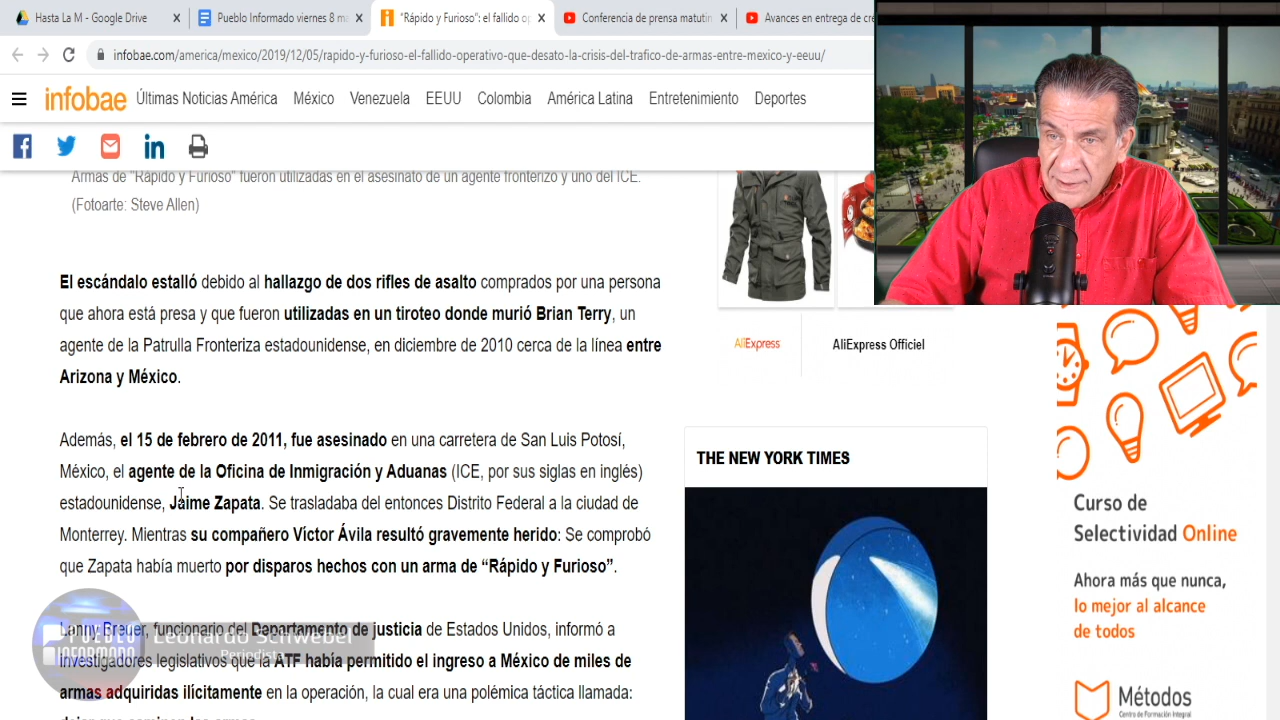 Hasta La M - Google Drive
Pueblo Informado viernes 8 m
"Rápido y Furioso": el fallido op
Conferencia de prensa matutin
Avances en entrega de cre
infobae.com/america/mexico/2019/12/05/rapido-y-furioso-el-fallido-operativo-que-desato-la-crisis-del-trafico-de-armas-entre-mexico-y-eeuu/
infobae Últimas Noticias América México Venezuela EEUU Colombia América Latina Entretenimiento Deportes
Armas de "Rápido y Furioso" fueron utilizadas en el asesinato de un agente fronterizo y uno del ICE.
(Fotoarte: Steve Allen)
El escándalo estalló debido al hallazgo de dos rifles de asalto comprados por una persona
que ahora está presa y que fueron utilizadas en un tiroteo donde murió Brian Terry, un
agente de la Patrulla Fronteriza estadounidense, en diciembre de 2010 cerca de la línea entre
Arizona y México.
Además, el 15 de febrero de 2011, fue asesinado en una carretera de San Luis Potosí,
México, el agente de la Oficina de Inmigración y Aduanas (ICE, por sus siglas en inglés)
estadounidense, Jaime Zapata. Se trasladaba del entonces Distrito Federal a la ciudad de
Monterrey. Mientras su compañero Víctor Ávila resultó gravemente herido: Se comprobó
que Zapata había muerto por disparos hechos con un arma de “Rápido y Furioso”.
Lanny Brauer, funcionario del Departamento de justicia de Estados Unidos, informó a
investigadores legislativos que la ATF había permitido el ingreso a México de miles de
armas adquiridas ilícitamente en la operación, la cual era una polémica táctica llamada:
dejar que caminen las armas
PUEBLO
INFORMADO
Leonardo Schwebel
Periodista
AliExpress
AliExpress Officiel
THE NEW YORK TIMES
Curso de
Selectividad Online
Ahora más que nunca,
lo mejor al alcance
de todos
Métodos
Centro de Formación Integral